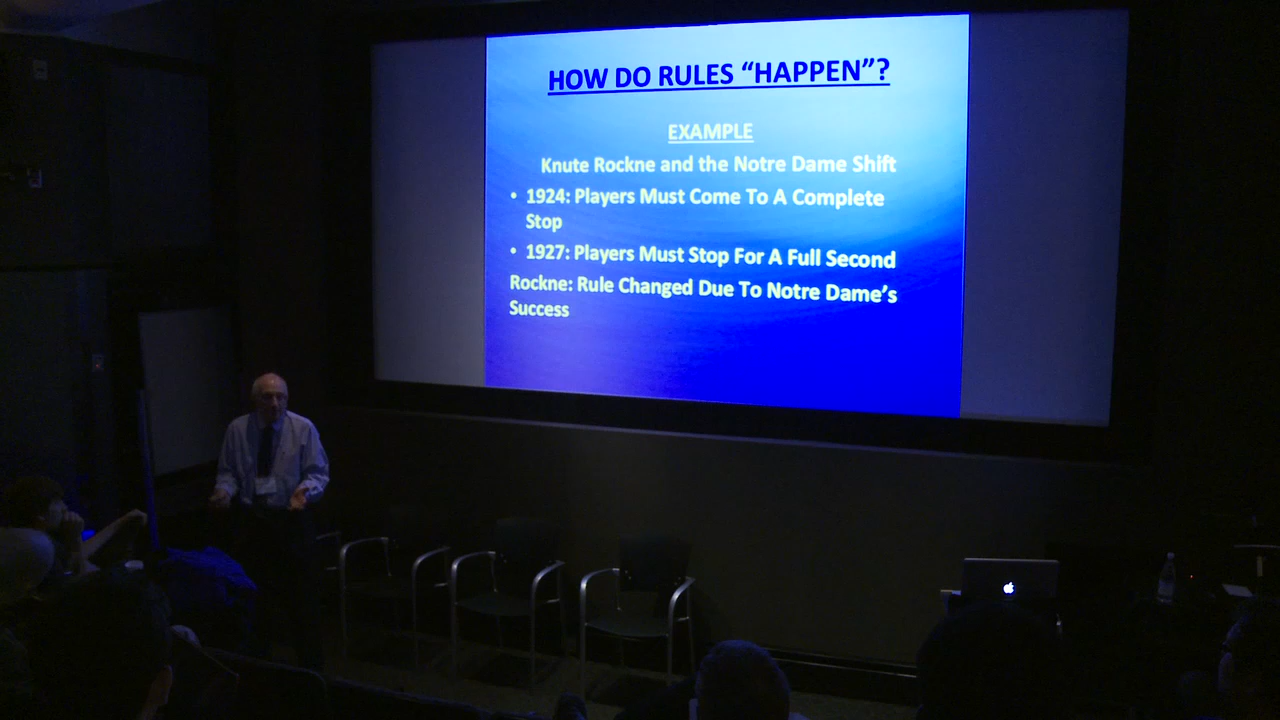 HOW DO RULES “HAPPEN”?
EXAMPLE
Knute Rockne and the Notre Dame Shift
• 1924: Players Must Come To A Complete
Stop
• 1927: Players Must Stop For A Full Second
Rockne: Rule Changed Due To Notre Dame’s
Success